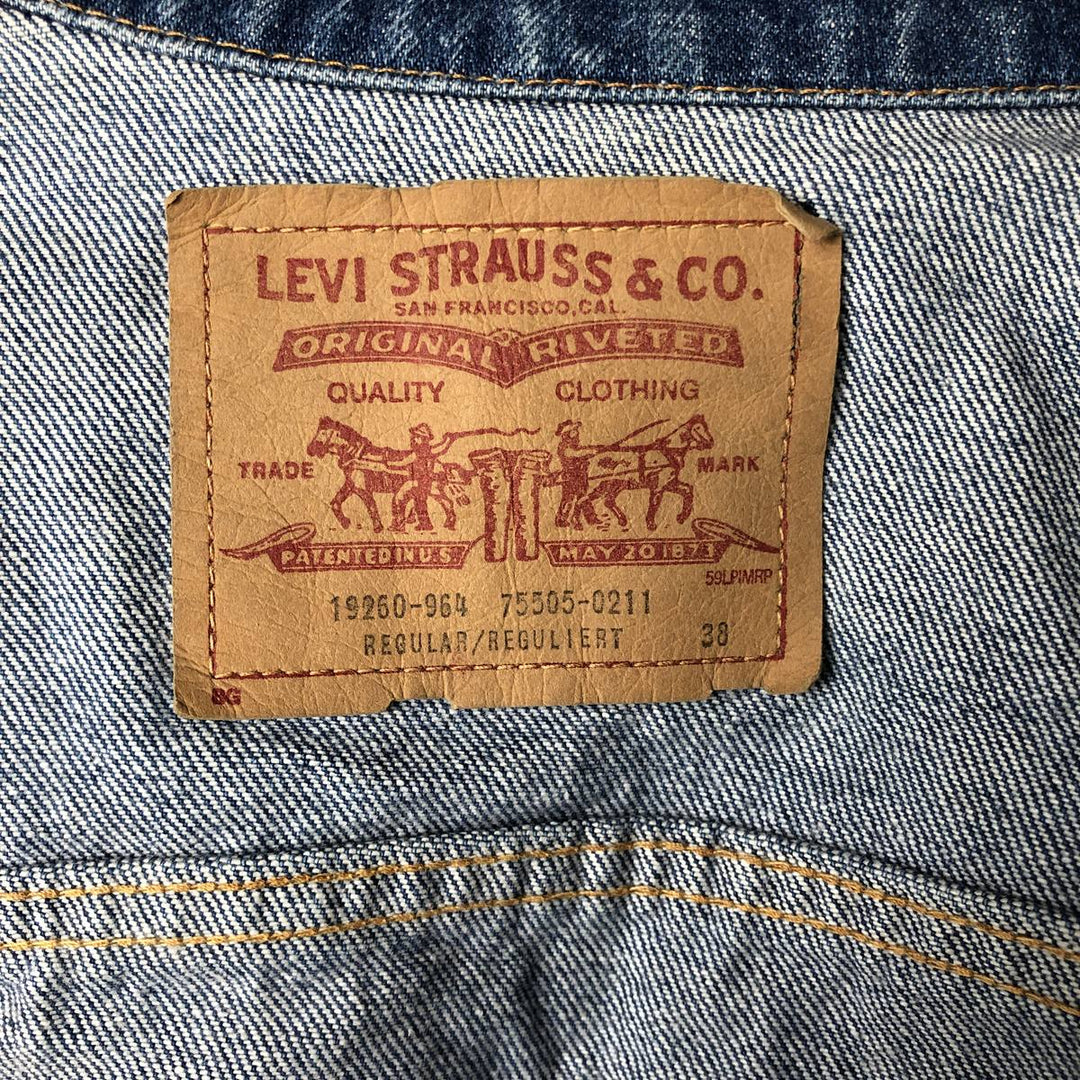 LEVI STRAUSS & CO.
SAN FRANCISCO, CAL.
ORIGINAL RIVETED
QUALITY CLOTHING
TRADE MARK
PATENTED IN U.S MAY 20 1873
59LPIMRP
19260-964 75505-0211
REGULAR/REGULIERT 38
BG